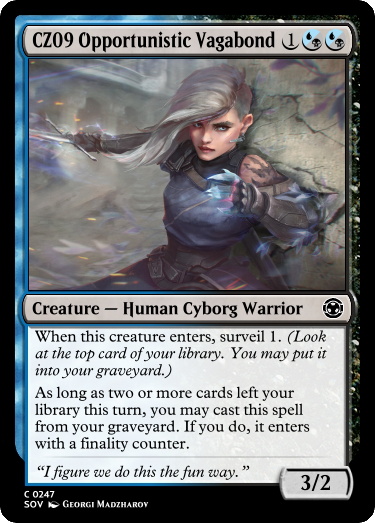 CZ09 Opportunistic Vagabond 1
Creature — Human Cyborg Warrior
When this creature enters, surveil 1. (Look
at the top card of your library. You may put it
into your graveyard.)
As long as two or more cards left your
library this turn, you may cast this spell
from your graveyard. If you do, it enters
with a finality counter.
“I figure we do this the fun way.”
3/2
C 0247
SOV Georgi Madzharov